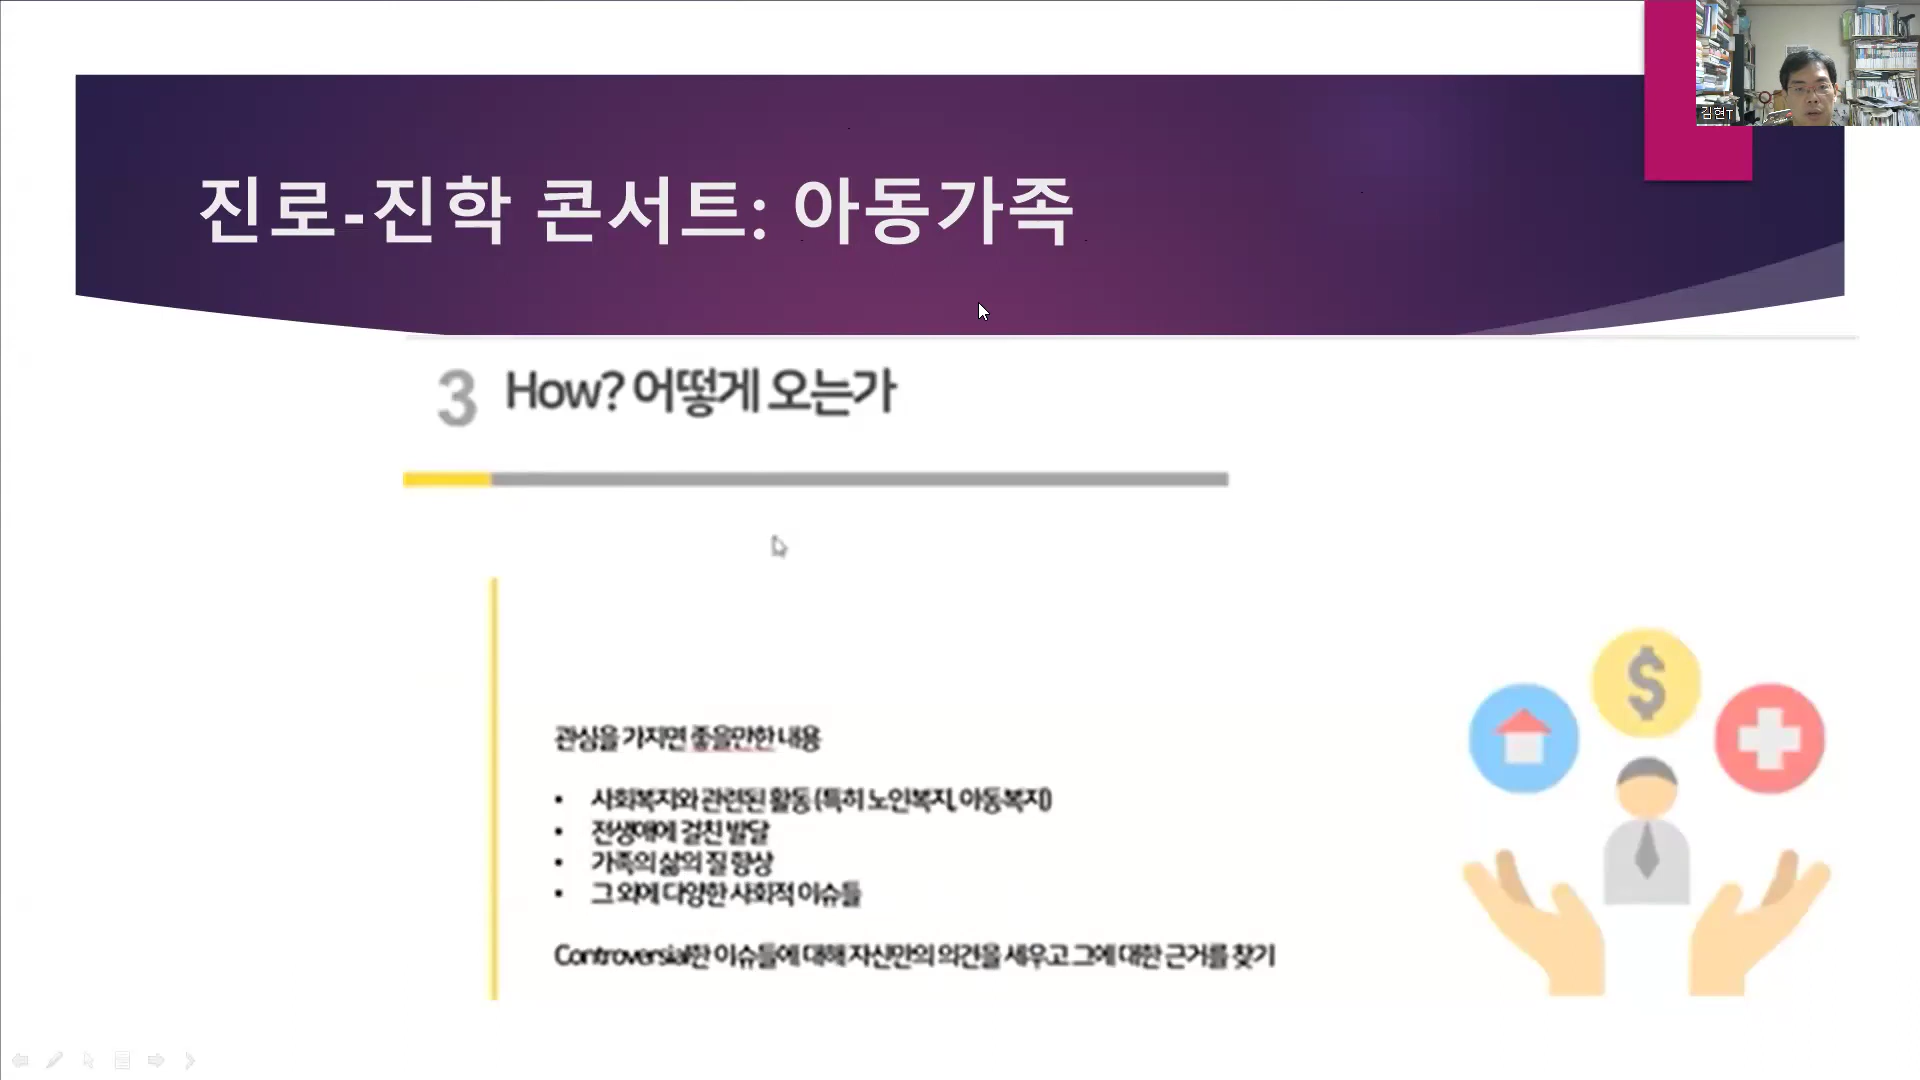 진로-진학 콘서트: 아동가족
김현T
3 How? 어떻게 오는가
관심을 가지면 좋을만한 내용
• 사회복지와 관련된 활동 (특히 노인복지, 아동복지)
• 전생애에 걸친 발달
• 가족의 삶의 질 향상
• 그 외에 다양한 사회적 이슈들
Controversial한 이슈들에 대해 자신만의 의견을 세우고 그에 대한 근거를 찾기
$